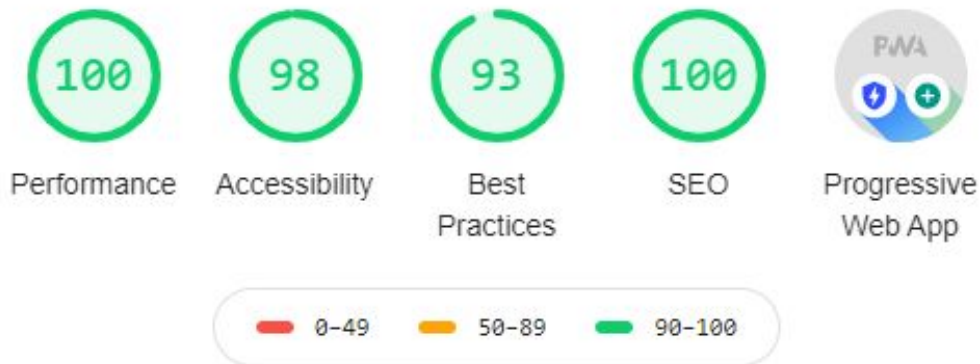 100 98 93 100 PWA
Performance Accessibility Best Practices SEO Progressive Web App
0–49 50–89 90–100